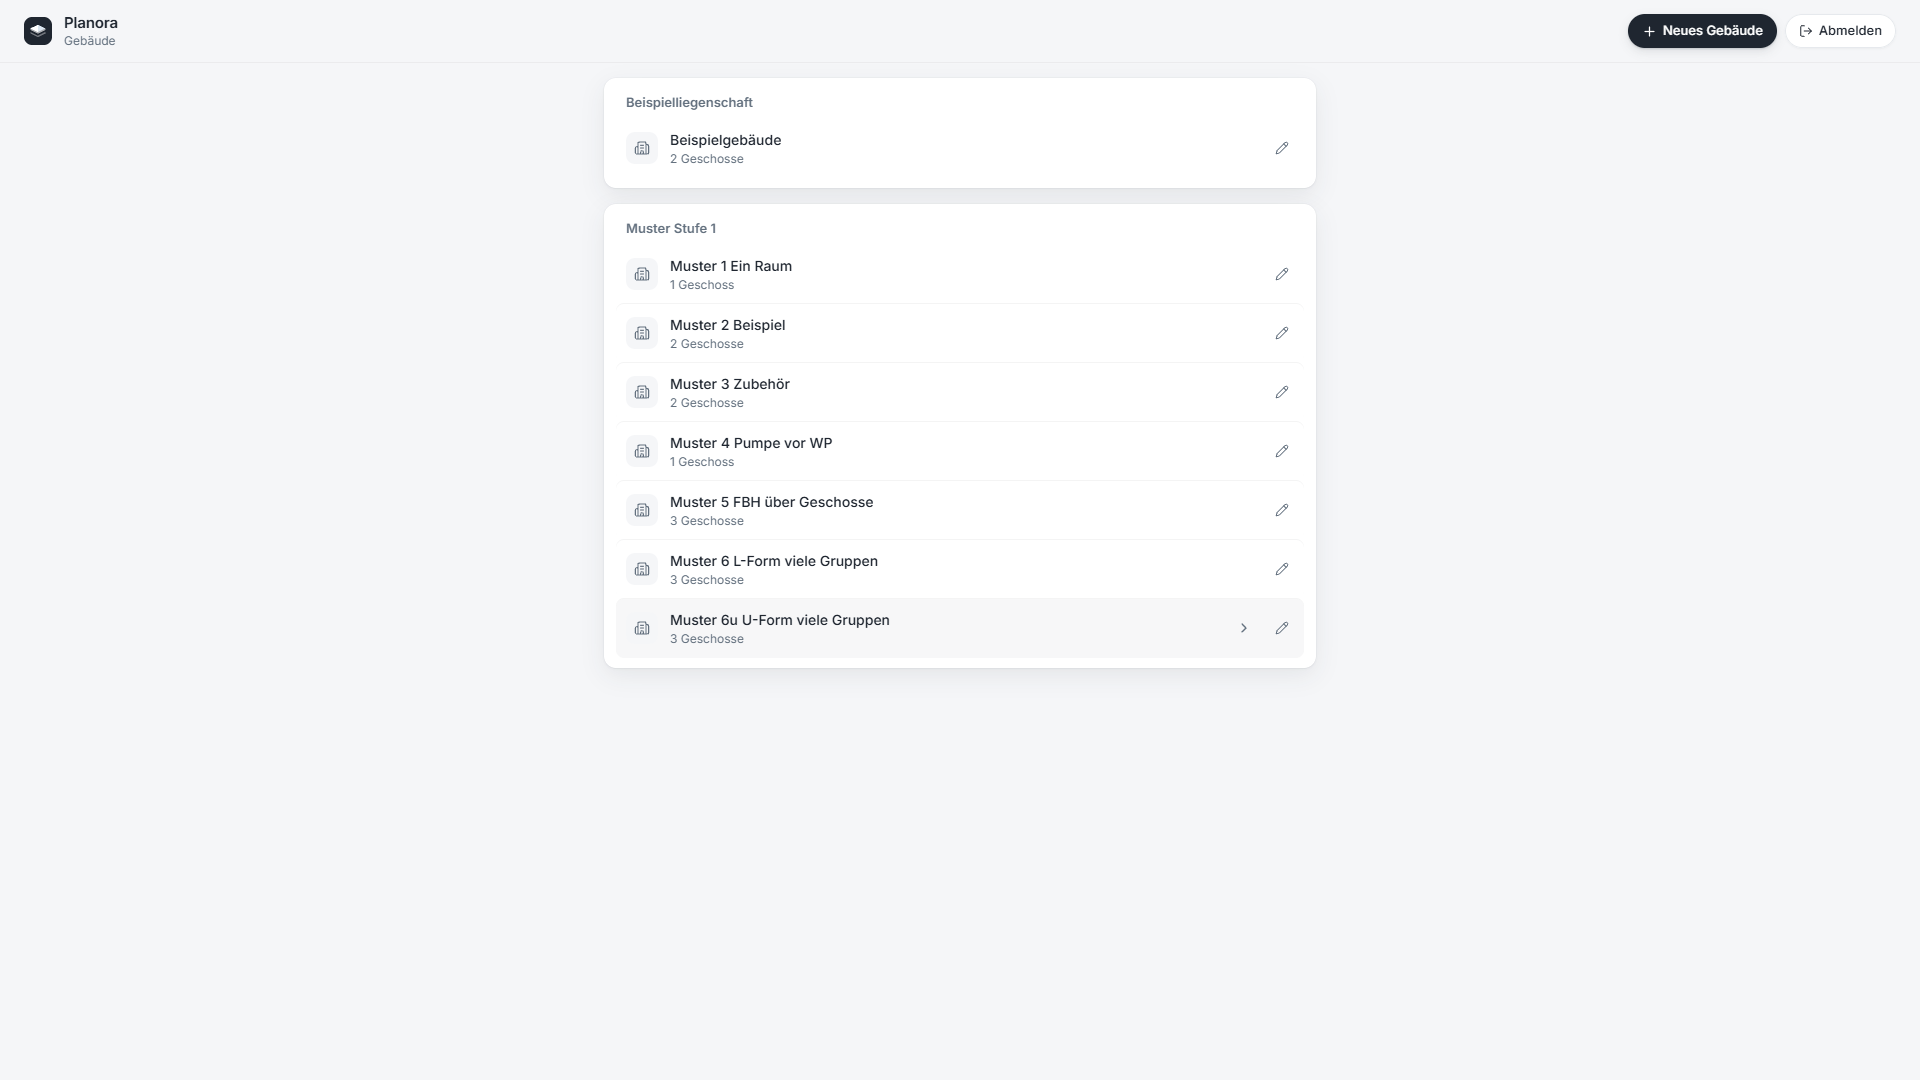 Planora
Gebäude
Neues Gebäude
Abmelden
Beispielliegenschaft
Beispielgebäude
2 Geschosse
Muster Stufe 1
Muster 1 Ein Raum
1 Geschoss
Muster 2 Beispiel
2 Geschosse
Muster 3 Zubehör
2 Geschosse
Muster 4 Pumpe vor WP
1 Geschoss
Muster 5 FBH über Geschosse
3 Geschosse
Muster 6 L-Form viele Gruppen
3 Geschosse
Muster 6u U-Form viele Gruppen
3 Geschosse